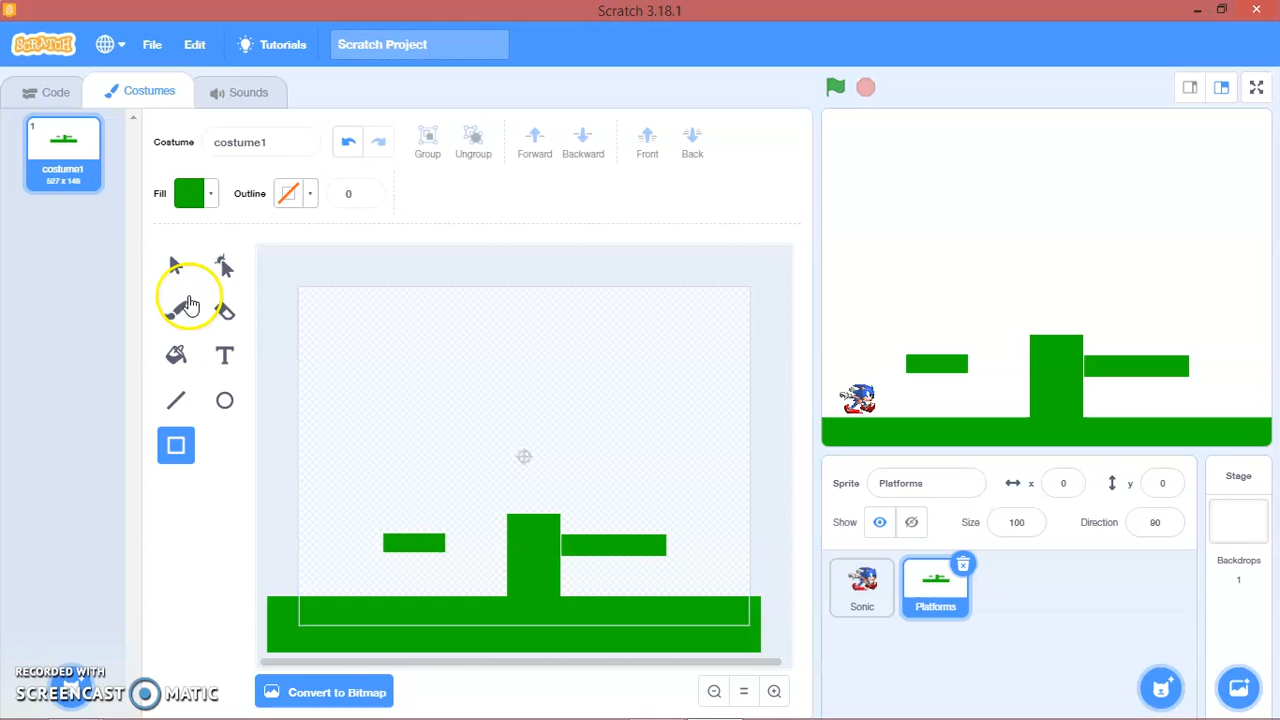 Scratch 3.18.1
SCRATCH File Edit Tutorials Scratch Project
Code Costumes Sounds
1
costume1
527 x 148
Costume costume1 Group Ungroup Forward Backward Front Back
Fill Outline 0
T
Convert to Bitmap
Sprite Platforms x 0 y 0
Show Size 100 Direction 90
Sonic Platforms
Stage
Backdrops
1
RECORDED WITH
SCREENCAST MATIC